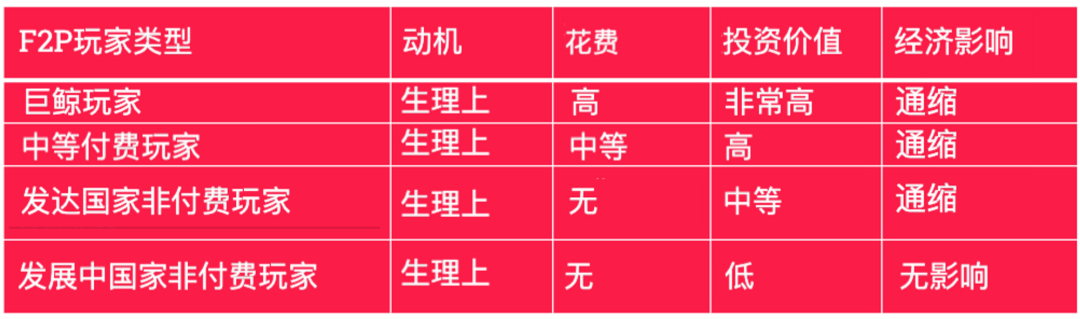 F2P玩家类型 动机 花费 投资价值 经济影响
巨鲸玩家 生理上 高 非常高 通缩
中等付费玩家 生理上 中等 高 通缩
发达国家非付费玩家 生理上 无 中等 通缩
发展中国家非付费玩家 生理上 无 低 无影响